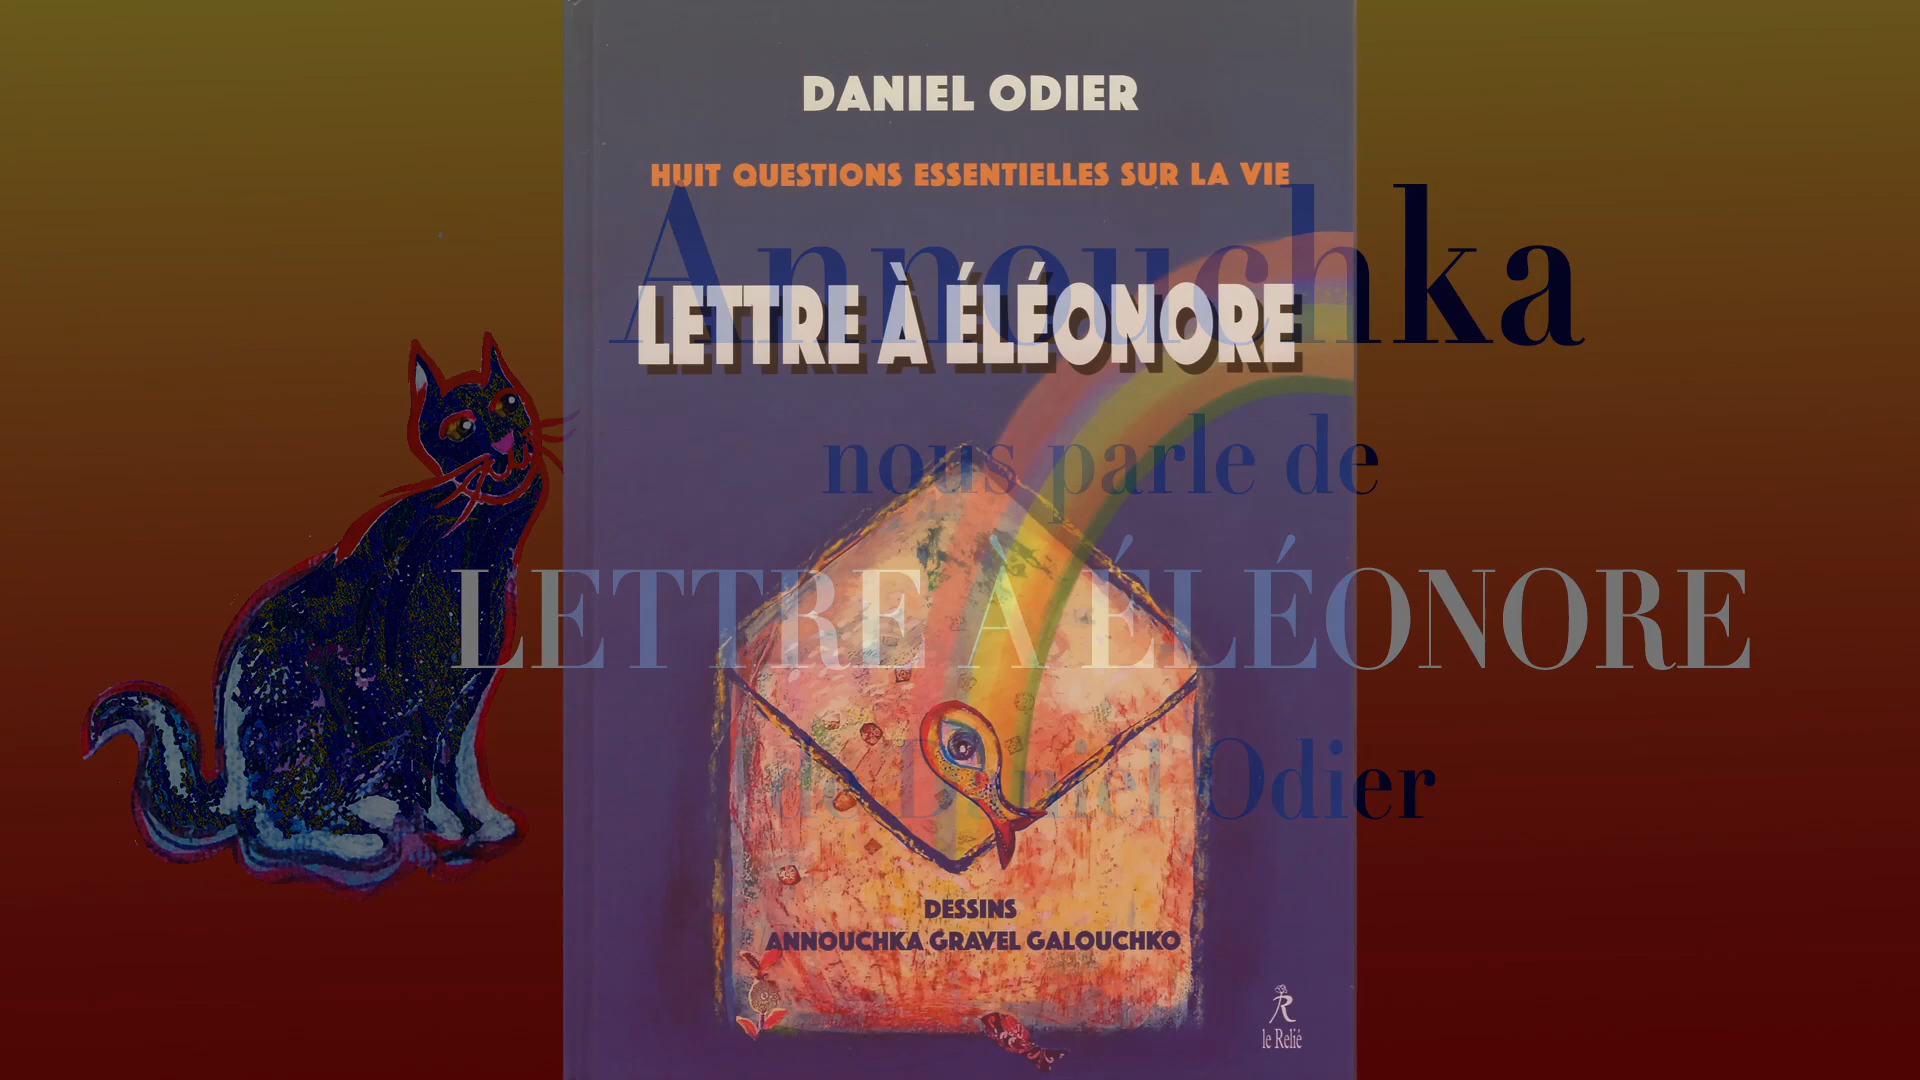 DANIEL ODIER
HUIT QUESTIONS ESSENTIELLES SUR LA VIE
LETTRE À ÉLÉONORE
DESSINS
ANNOUCHKA GRAVEL GALOUCHKO
le Relié
Annouchka
nous parle de
LETTRE À ÉLÉONORE
de Daniel Odier